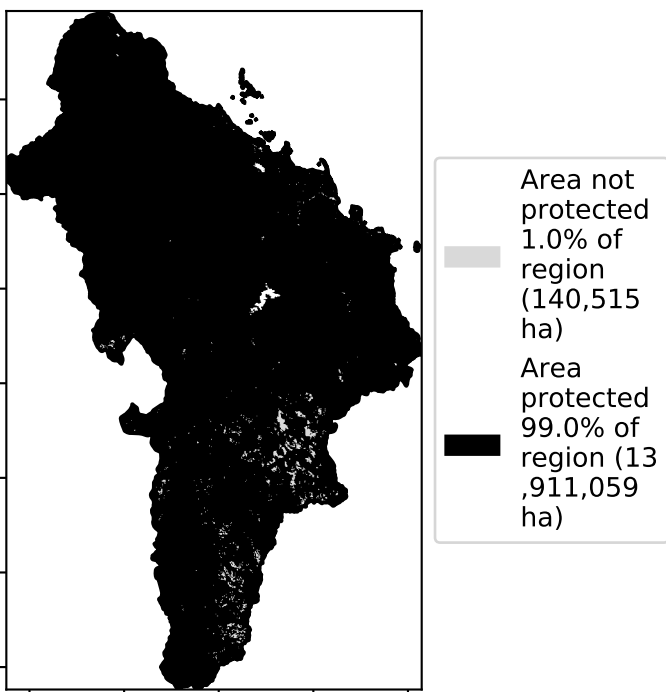 Area not
protected
1.0% of
region
(140,515
ha)
Area
protected
99.0% of
region (13
,911,059
ha)